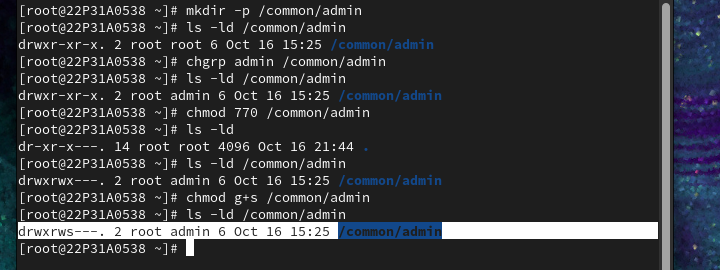 [root@22P31A0538 ~]# mkdir -p /common/admin
[root@22P31A0538 ~]# ls -ld /common/admin
drwxr-xr-x. 2 root root 6 Oct 16 15:25 /common/admin
[root@22P31A0538 ~]# chgrp admin /common/admin
[root@22P31A0538 ~]# ls -ld /common/admin
drwxr-xr-x. 2 root admin 6 Oct 16 15:25 /common/admin
[root@22P31A0538 ~]# chmod 770 /common/admin
[root@22P31A0538 ~]# ls -ld
dr-xr-x---. 14 root root 4096 Oct 16 21:44 .
[root@22P31A0538 ~]# ls -ld /common/admin
drwxrwx---. 2 root admin 6 Oct 16 15:25 /common/admin
[root@22P31A0538 ~]# chmod g+s /common/admin
[root@22P31A0538 ~]# ls -ld /common/admin
drwxrws---. 2 root admin 6 Oct 16 15:25 /common/admin
[root@22P31A0538 ~]#